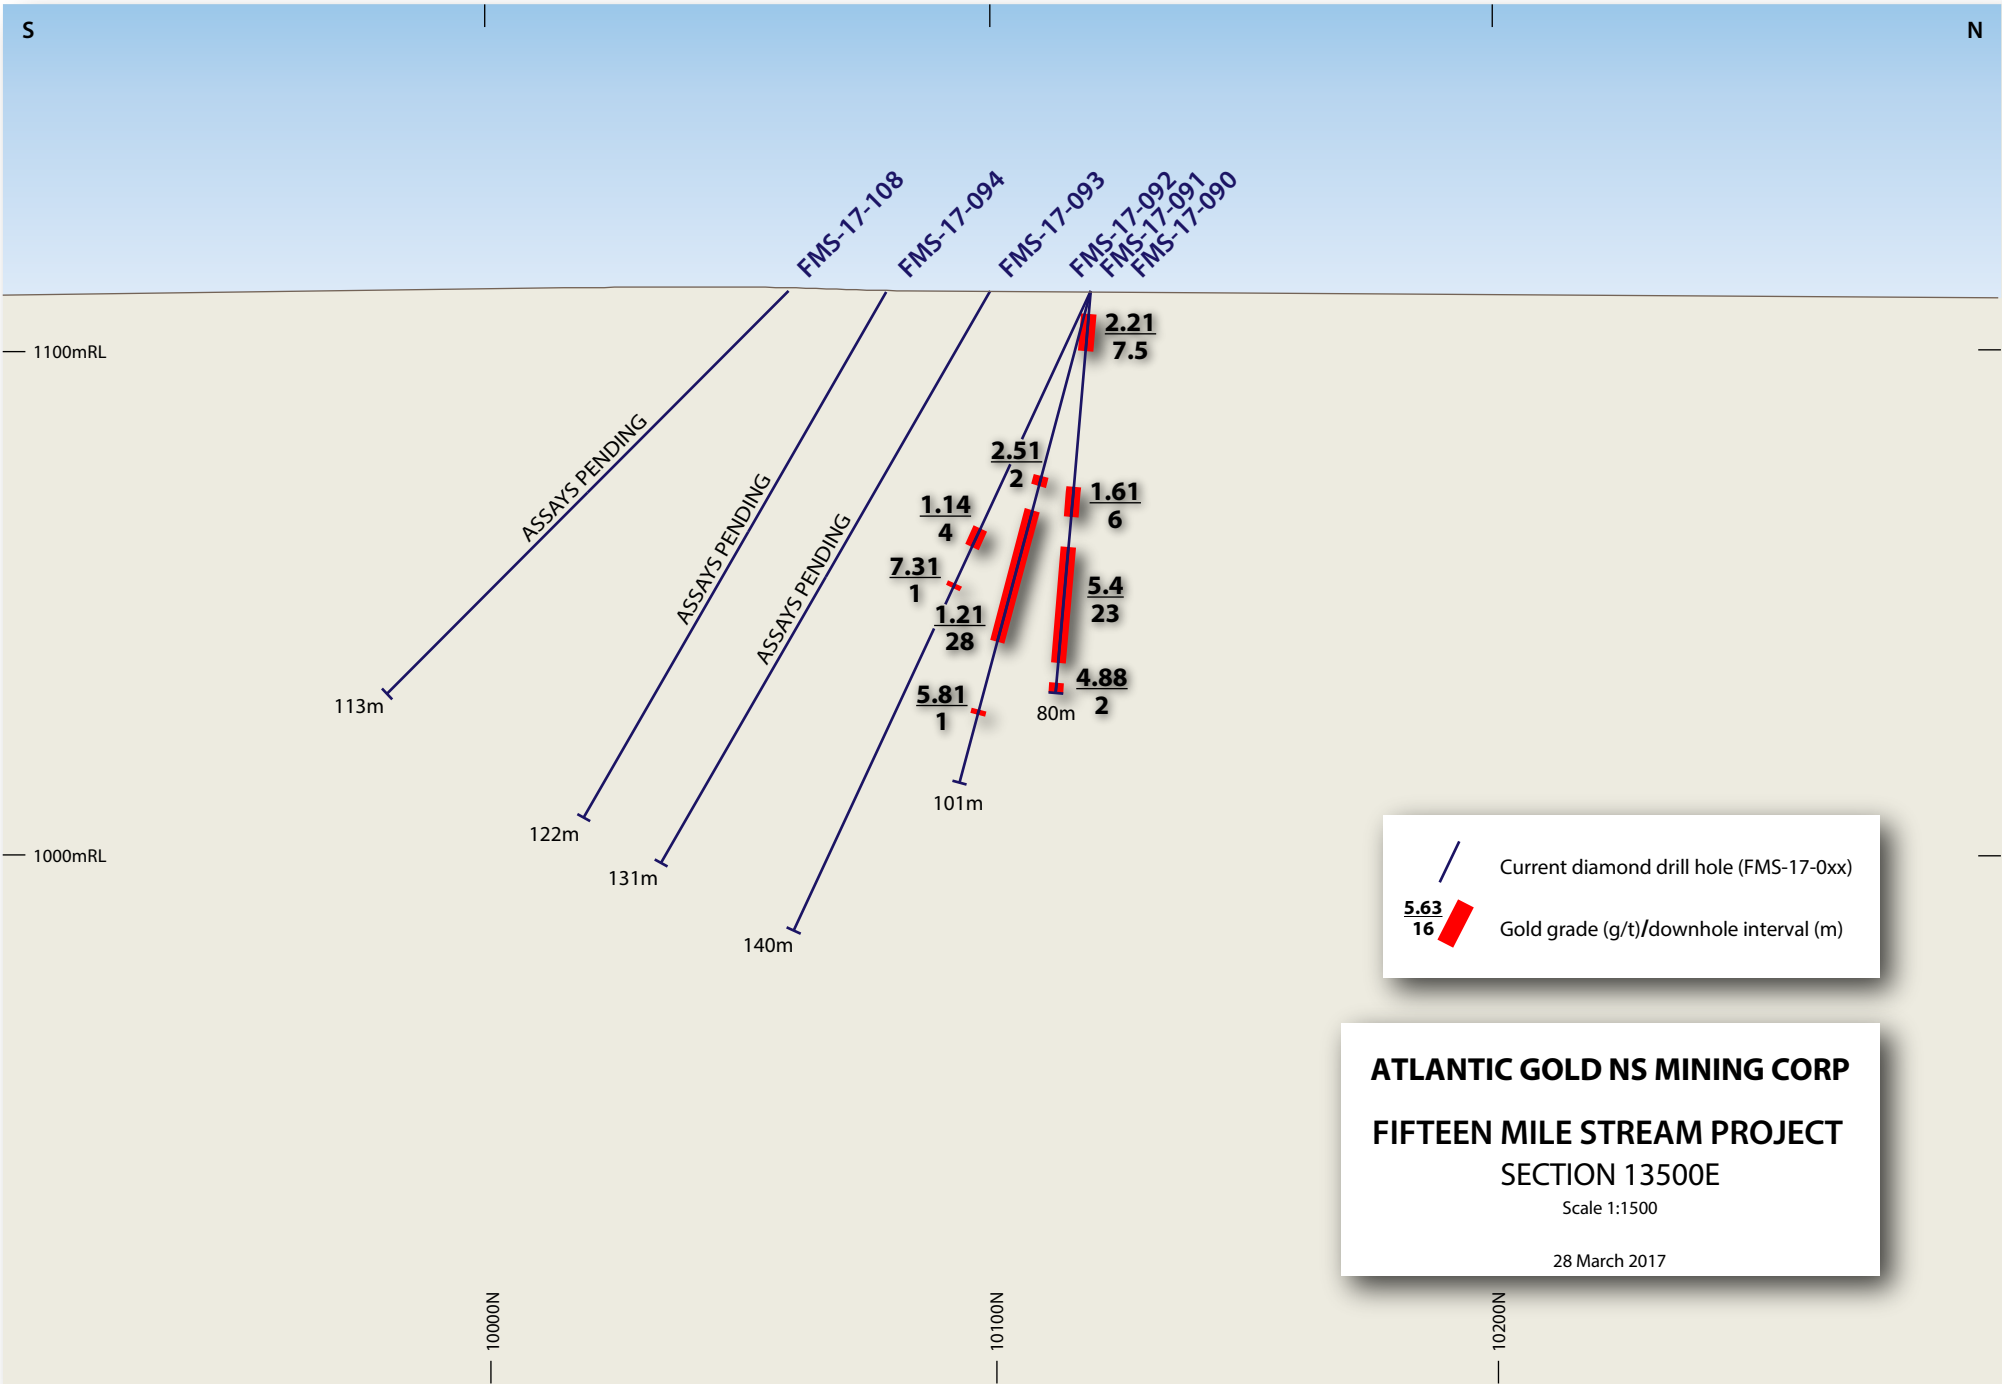 S
N
FMS-17-108
FMS-17-094
FMS-17-093
FMS-17-092
FMS-17-091
FMS-17-090
1100mRL
2.21
7.5
ASSAYS PENDING
ASSAYS PENDING
ASSAYS PENDING
2.51
2
1.61
6
1.14
4
7.31
1
5.4
23
1.21
28
4.88
2
5.81
1
80m
113m
101m
122m
1000mRL
131m
140m
Current diamond drill hole (FMS-17-0xx)
5.63
16
Gold grade (g/t)/downhole interval (m)
ATLANTIC GOLD NS MINING CORP
FIFTEEN MILE STREAM PROJECT
SECTION 13500E
Scale 1:1500
28 March 2017
10000N
10100N
10200N